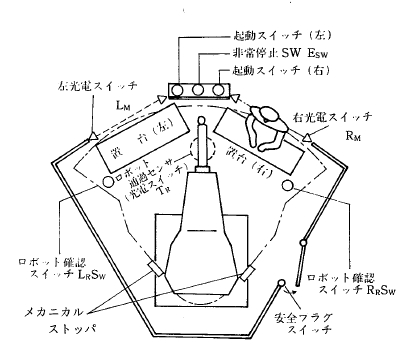 起動スイッチ(左)
非常停止SW Esw
起動スイッチ(右)
左光電スイッチ
LM
右光電スイッチ
RM
置台(左)
置台(右)
ロボット
通過センサ
(光電スイッチ)
TR
ロボット確認
スイッチ LRSW
ロボット確認
スイッチ RRSW
メカニカル
ストッパ
安全フラグ
スイッチ